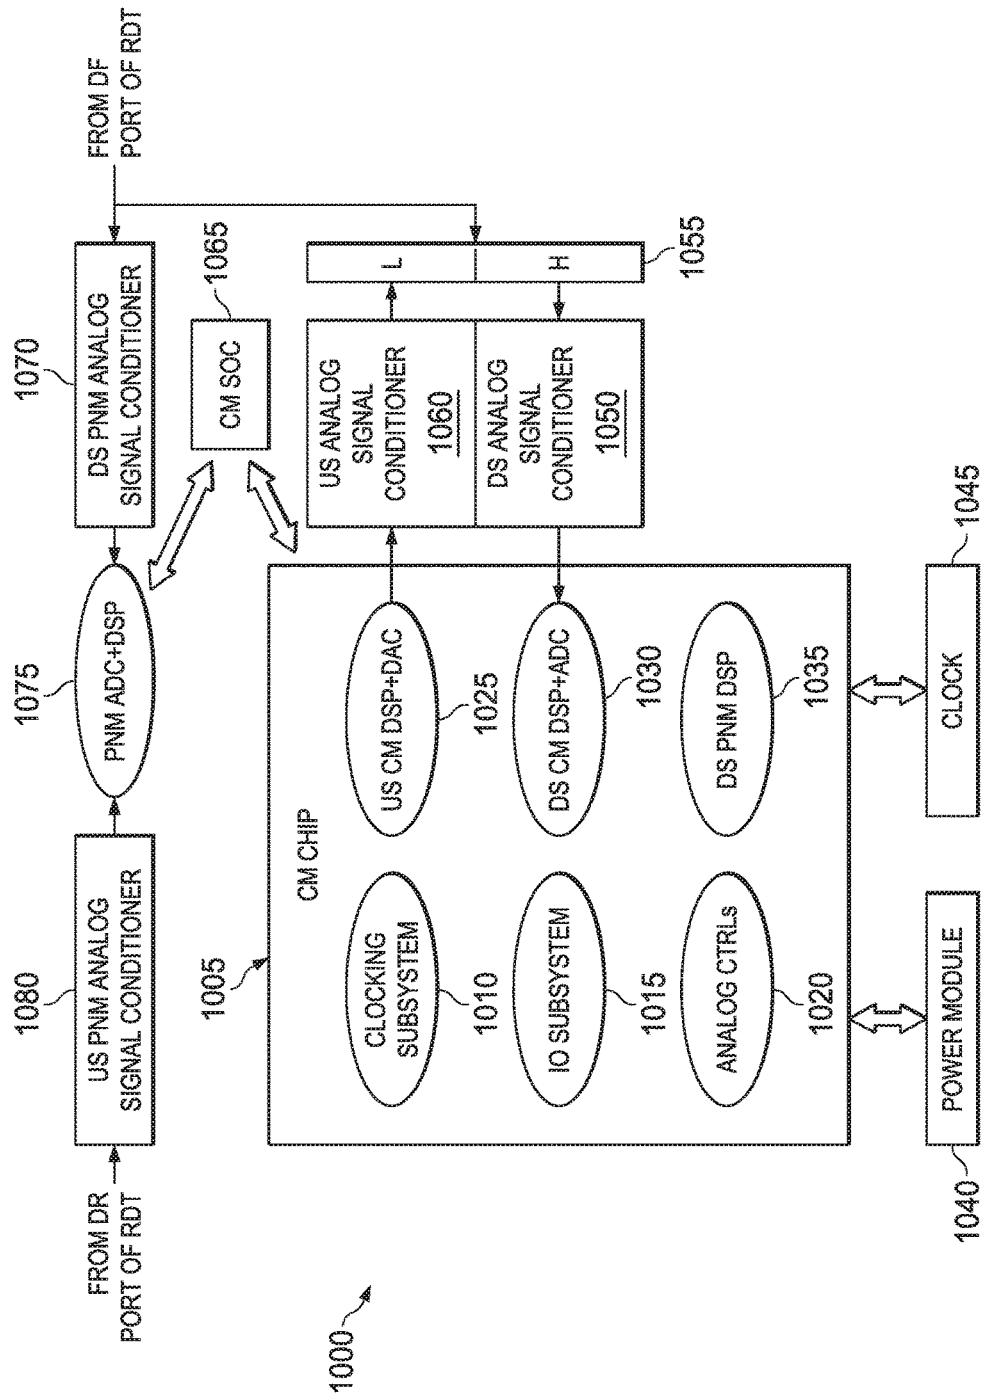 FROM DR
PORT OF RDT
1080
US PNM ANALOG
SIGNAL CONDITIONER
1075
PNM ADC+DSP
1070
DS PNM ANALOG
SIGNAL CONDITIONER
FROM DF
PORT OF RDT
1065
CM SOC
1005
CM CHIP
CLOCKING
SUBSYSTEM
1010
US CM DSP+DAC
1025
US ANALOG
SIGNAL
CONDITIONER
1060
L
IO SUBSYSTEM
1015
DS CM DSP+ADC
1030
DS ANALOG
SIGNAL
CONDITIONER
1050
H
1055
ANALOG CTRLs
1020
DS PNM DSP
1035
1000
POWER MODULE
1040
CLOCK
1045